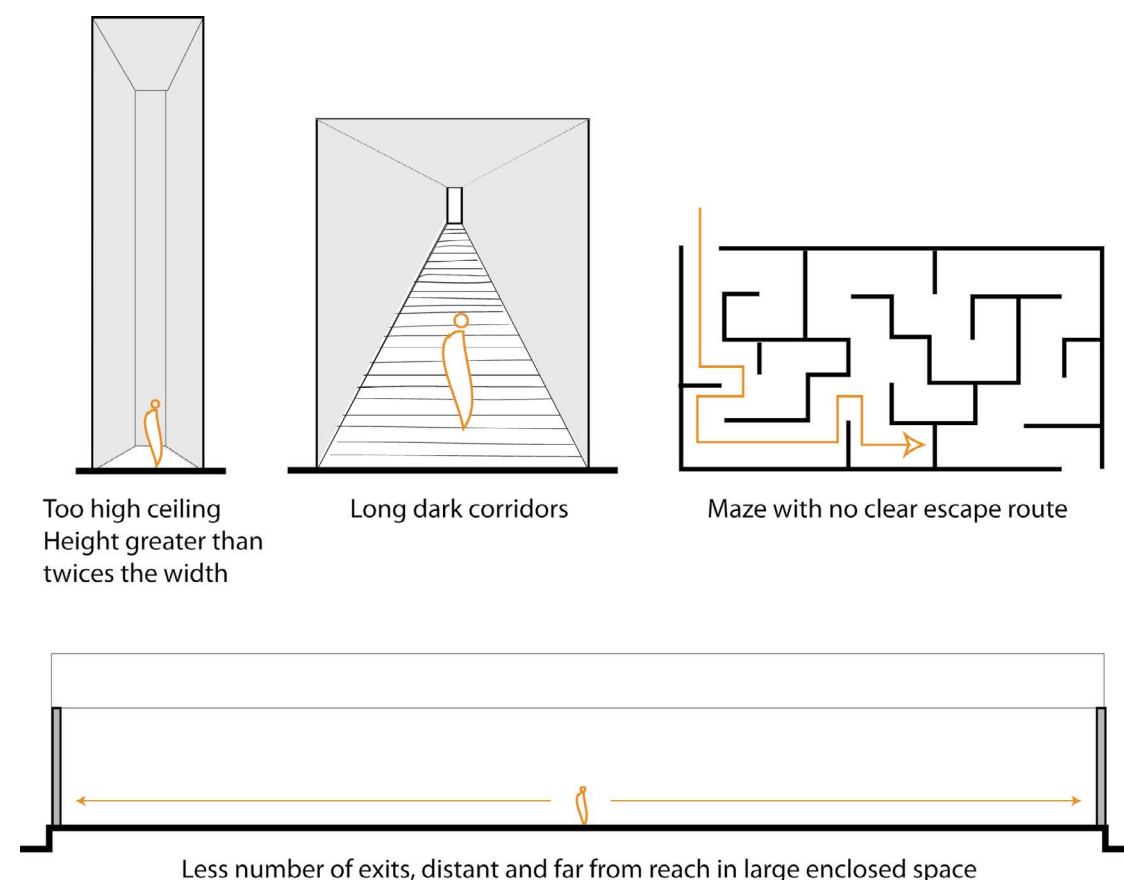 Too high ceiling
Height greater than
twices the width
Long dark corridors
Maze with no clear escape route
Less number of exits, distant and far from reach in large enclosed space